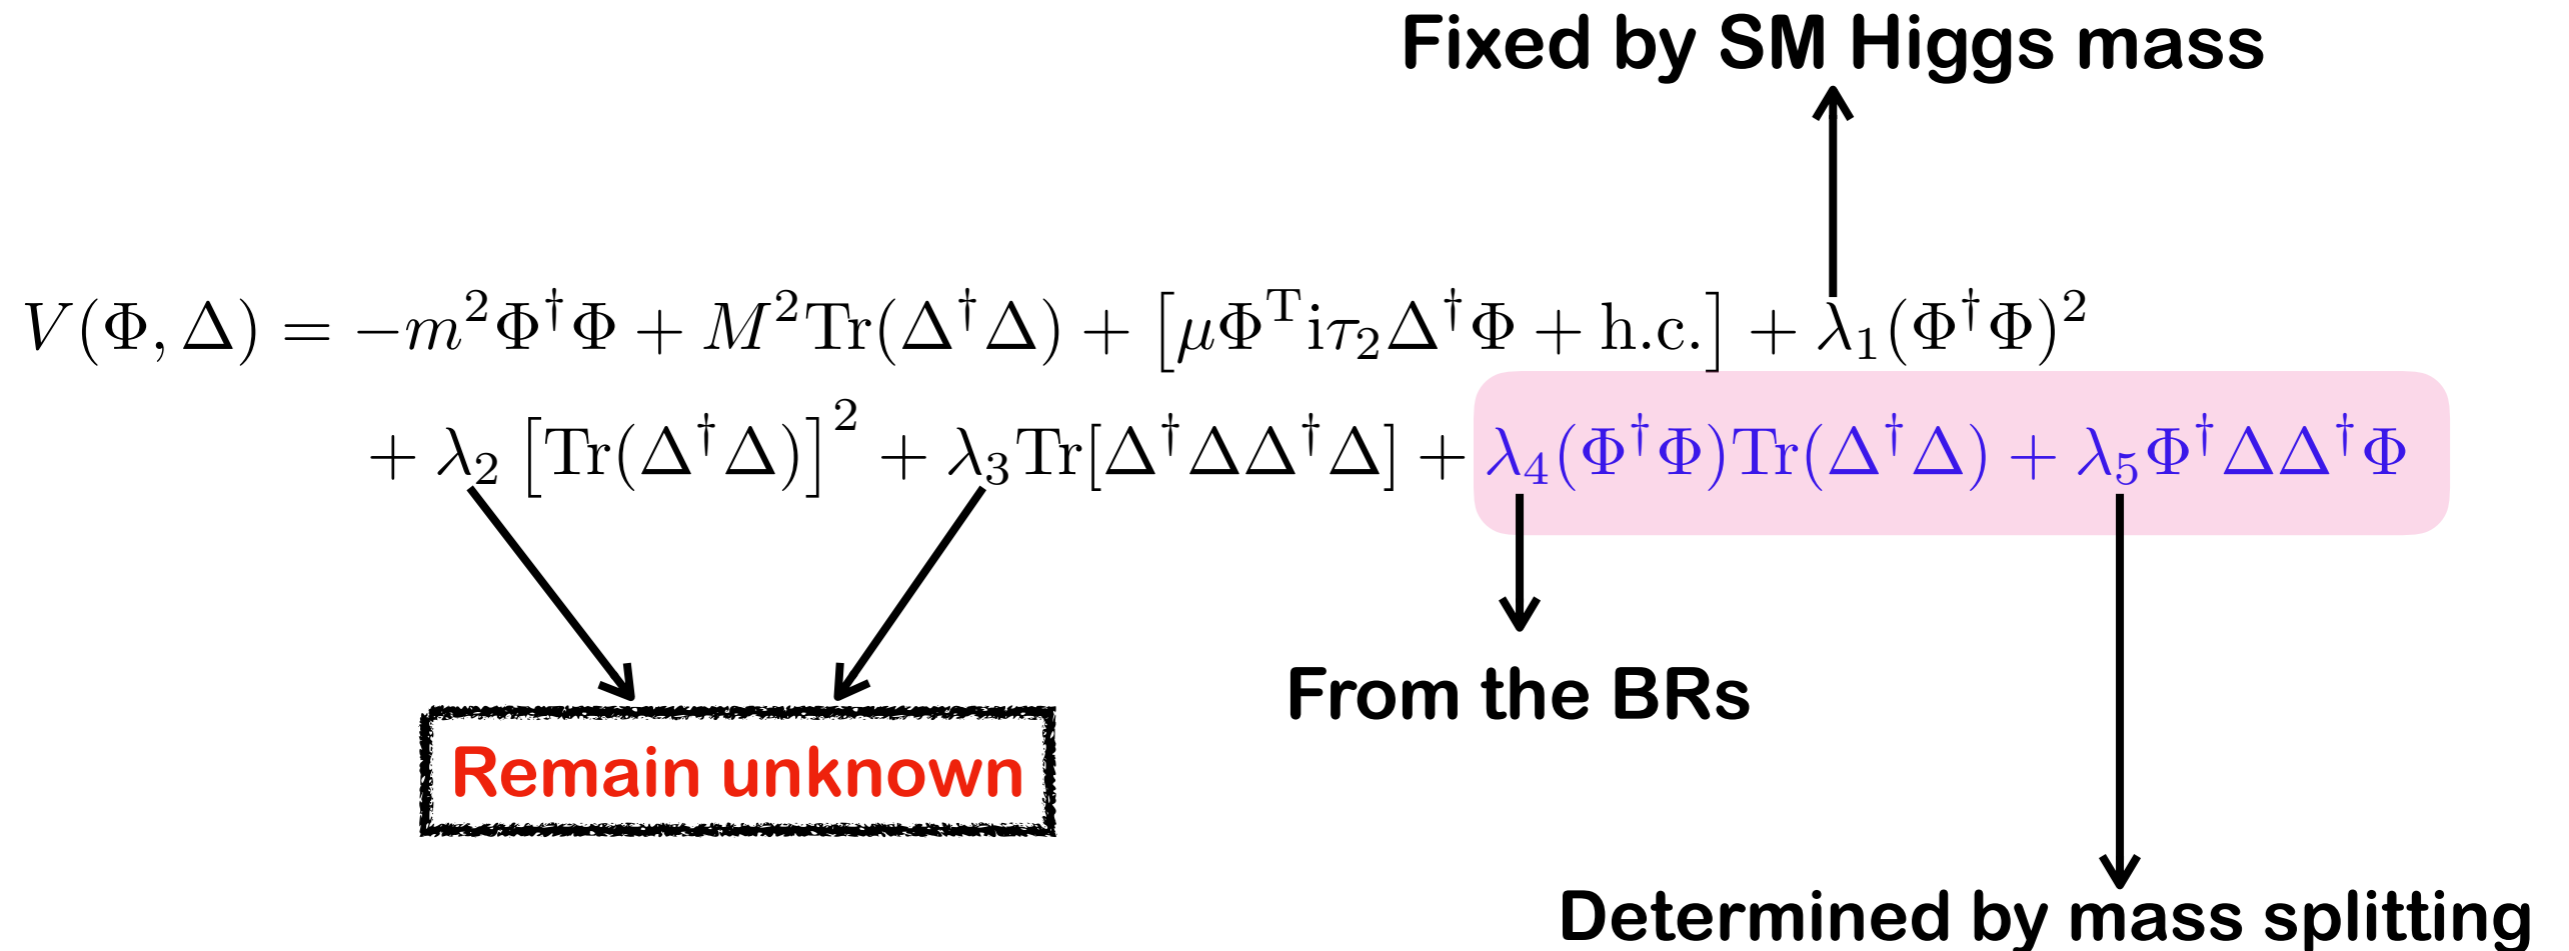 Fixed by SM Higgs mass
V(Φ, Δ) = −m²Φ†Φ + M²Tr(Δ†Δ) + [μΦᵀiτ₂Δ†Φ + h.c.] + λ₁(Φ†Φ)²
+ λ₂ [Tr(Δ†Δ)]² + λ₃Tr[Δ†ΔΔ†Δ] + λ₄(Φ†Φ)Tr(Δ†Δ) + λ₅Φ†ΔΔ†Φ
From the BRs
Remain unknown
Determined by mass splitting